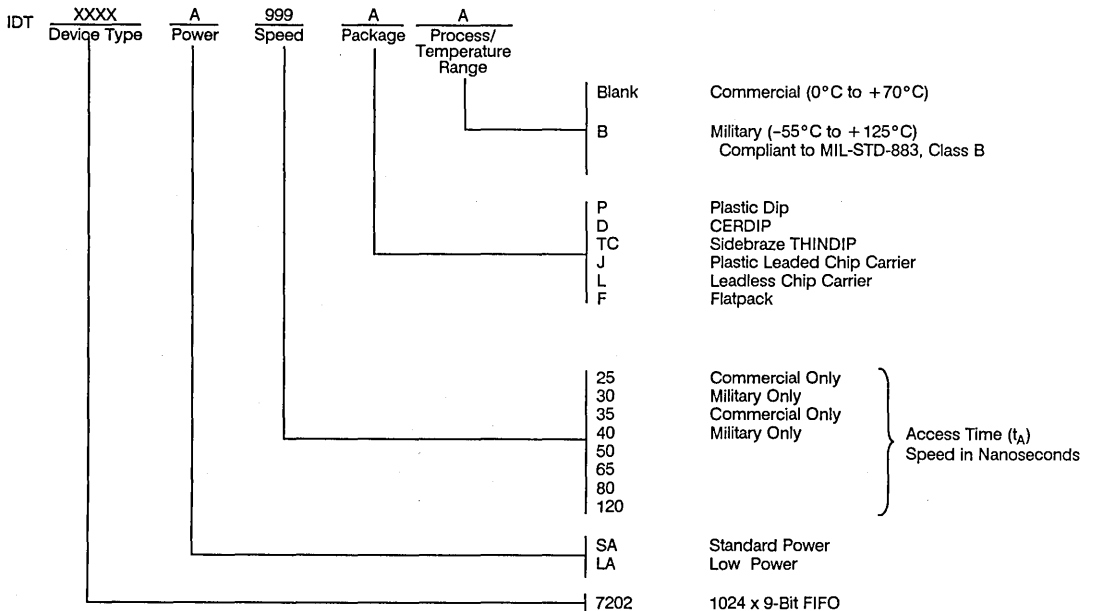 IDT XXXX A 999 A A
Device Type Power Speed Package Process/
Temperature
Range
Blank Commercial (0°C to +70°C)
B Military (–55°C to +125°C)
Compliant to MIL-STD-883, Class B
P Plastic Dip
D CERDIP
TC Sidebraze THINDIP
J Plastic Leaded Chip Carrier
L Leadless Chip Carrier
F Flatpack
25 Commercial Only
30 Military Only
35 Commercial Only
40 Military Only
50
65
80
120
Access Time (tA)
Speed in Nanoseconds
SA Standard Power
LA Low Power
7202 1024 x 9-Bit FIFO